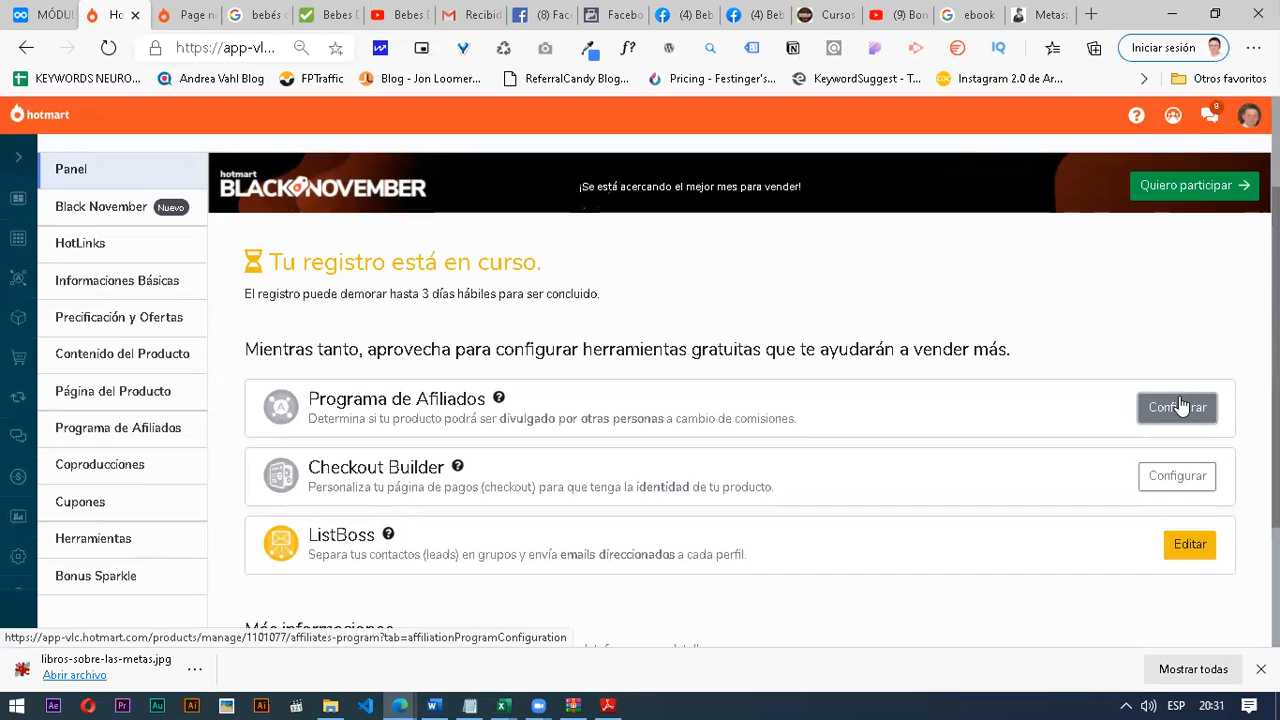 MÓDUL
Ho
Page no
bebés d
Bebes D
Bebes D
Recibid
(4) Fac
Facebo
(4) Beb
(4) Beb
Cursos
(9) Bon
ebook
Metas:
https://app-vl...
Iniciar sesión
KEYWORDS NEURO...
Andrea Vahl Blog
FPTraffic
Blog - Jon Loomer...
ReferralCandy Blog...
Pricing - Festinger's...
KeywordSuggest - T...
Instagram 2.0 de Ar...
Otros favoritos
hotmart
8
Panel
Black November Nuevo
HotLinks
Informaciones Básicas
Precificación y Ofertas
Contenido del Producto
Página del Producto
Programa de Afiliados
Coproducciones
Cupones
Herramientas
Bonus Sparkle
hotmart
BLACK NOVEMBER
¡Se está acercando el mejor mes para vender!
Quiero participar
Tu registro está en curso.
El registro puede demorar hasta 3 días hábiles para ser concluido.
Mientras tanto, aprovecha para configurar herramientas gratuitas que te ayudarán a vender más.
Programa de Afiliados
Determina si tu producto podrá ser divulgado por otras personas a cambio de comisiones.
Configurar
Checkout Builder
Personaliza tu página de pagos (checkout) para que tenga la identidad de tu producto.
Configurar
ListBoss
Separa tus contactos (leads) en grupos y envía emails direccionados a cada perfil.
Editar
Más informaciones
https://app-vlc.hotmart.com/products/manage/1101077/affiliates-program?tab=affiliationProgramConfiguration
libros-sobre-las-metas.jpg
Abrir archivo
Mostrar todas
ESP
20:31